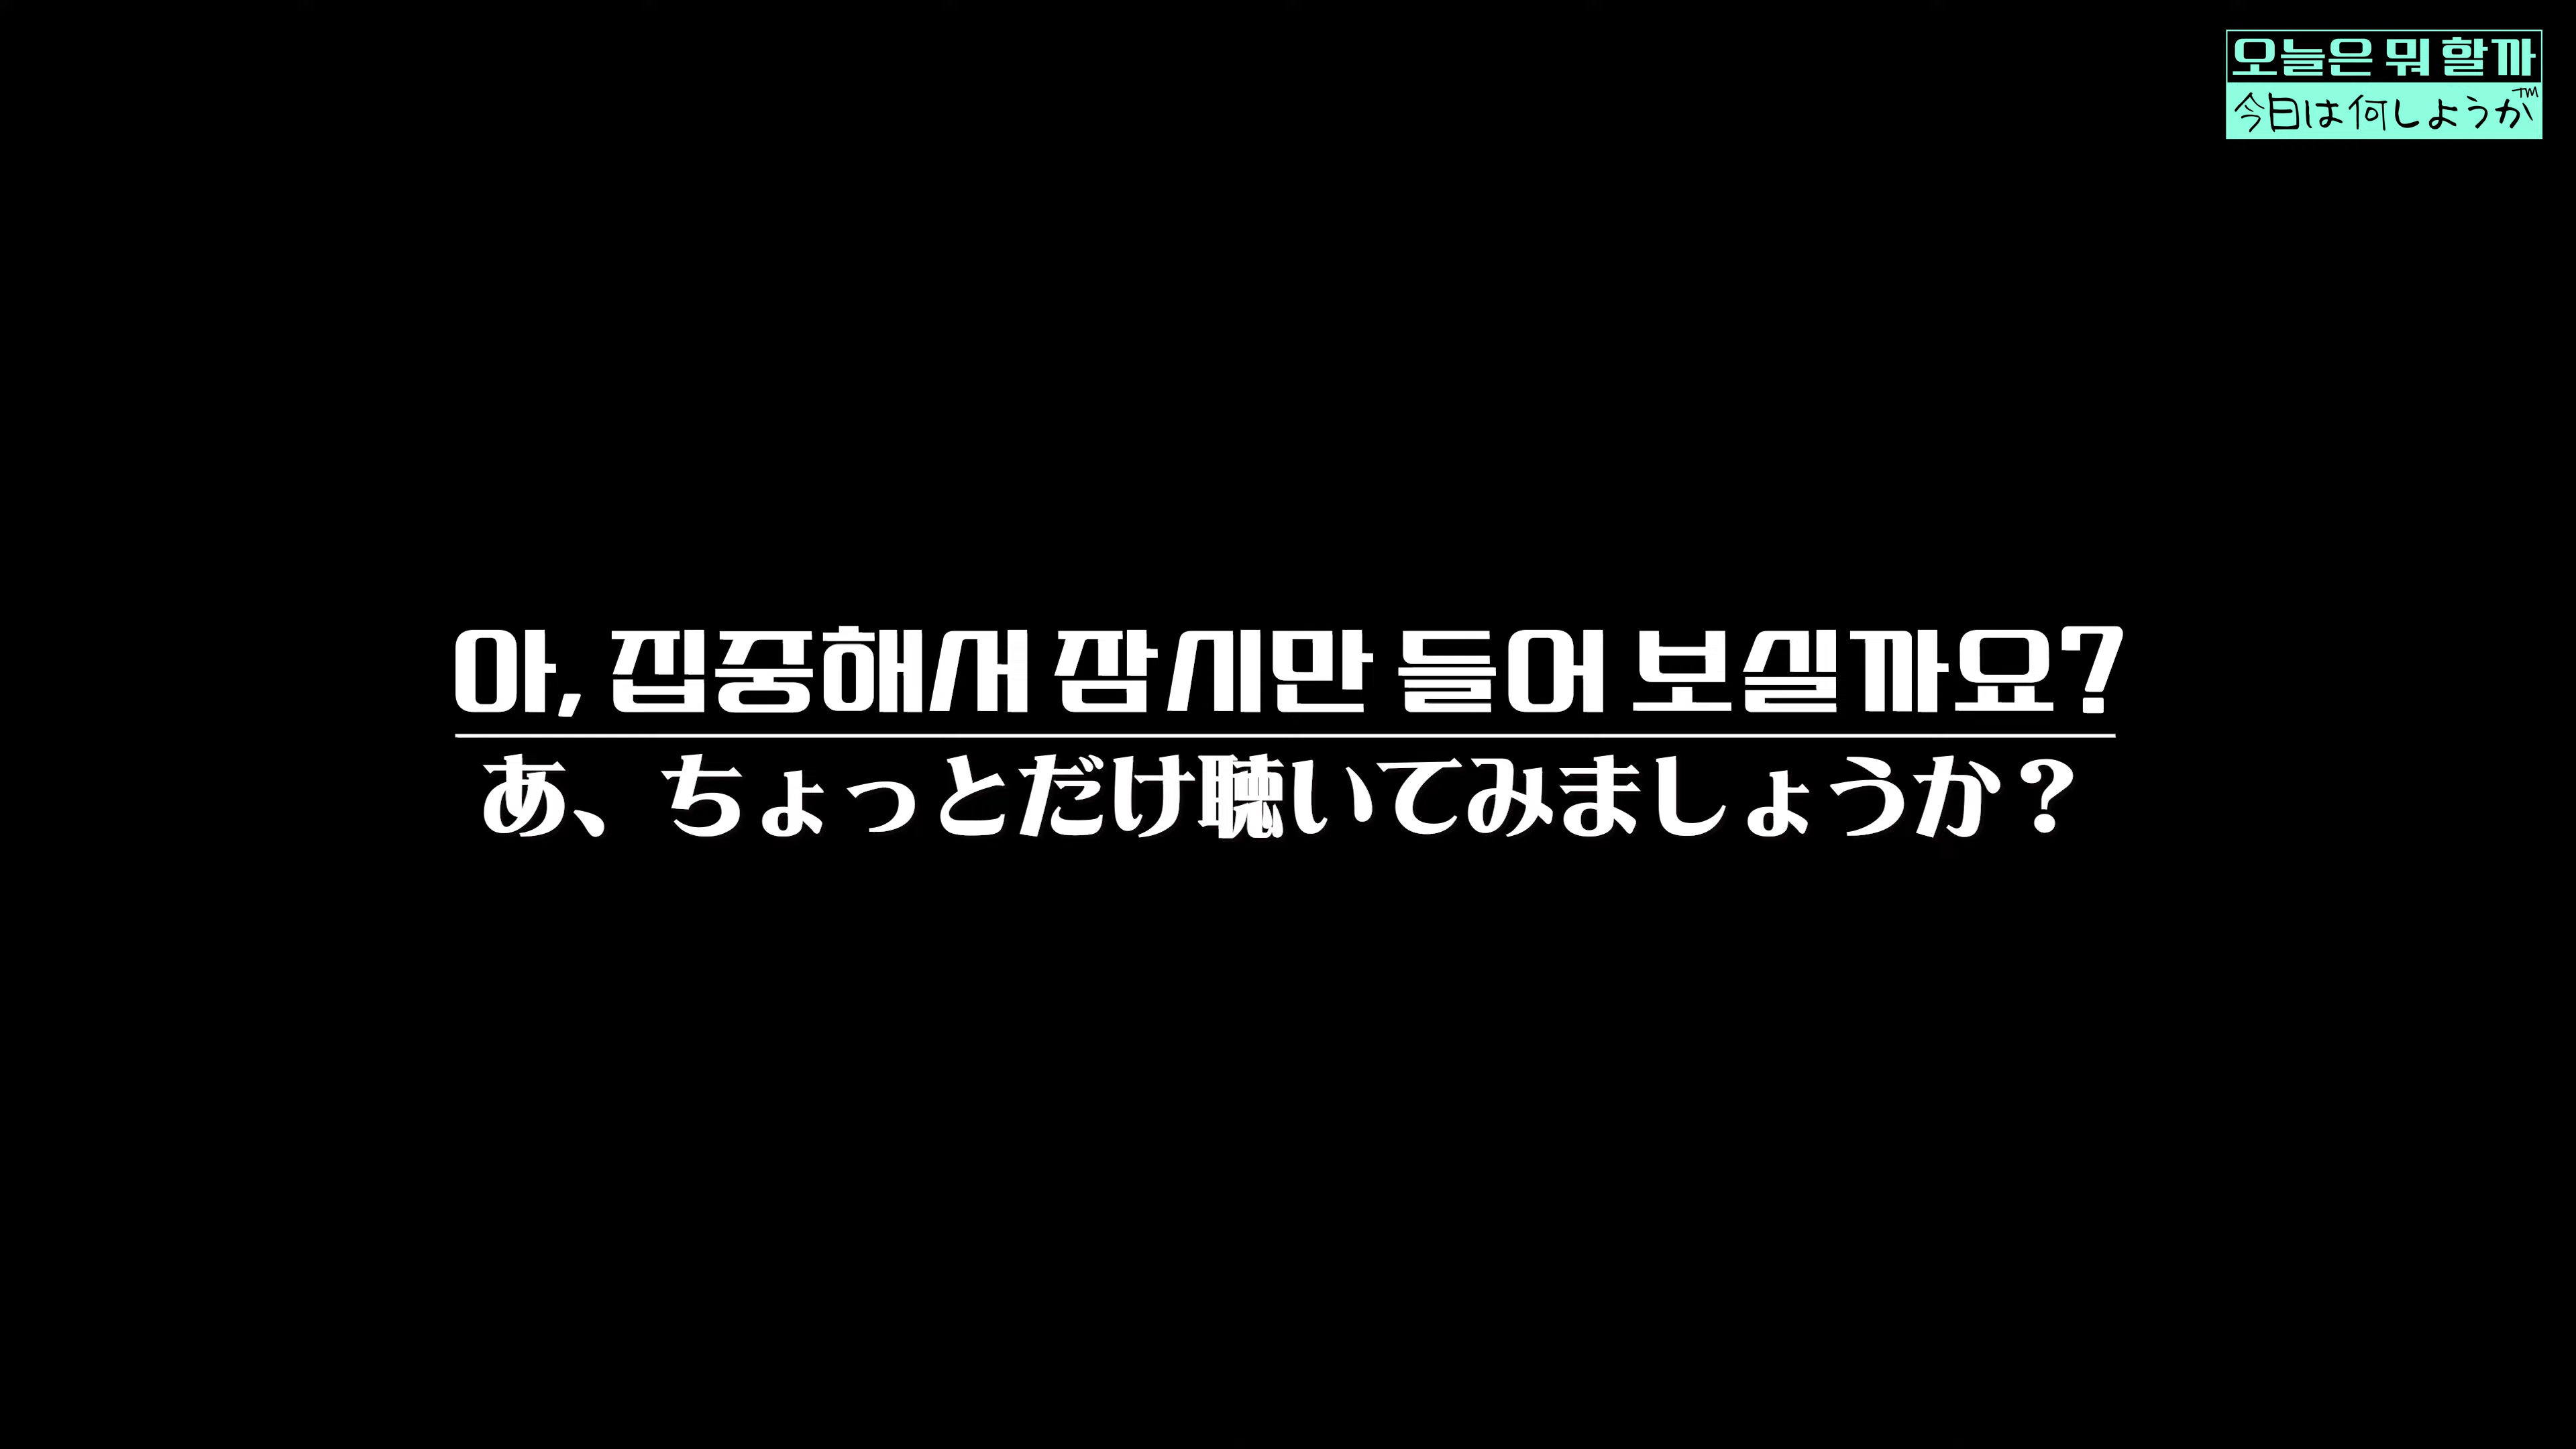 오늘은 뭐 할까
今日は何しようか™
아, 집중해서 잠시만 들어 보실까요?
あ、ちょっとだけ聴いてみましょうか？